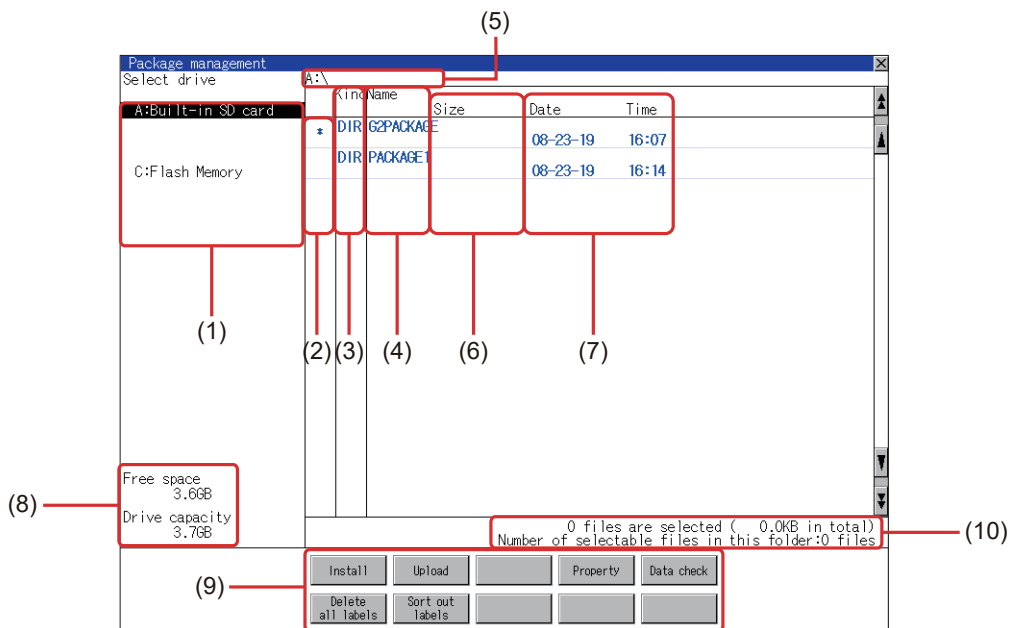 (5)
Package management
Select drive
A:\
Kind Name Size Date Time
A:Built-in SD card
* DIR G2PACKAGE 08-23-19 16:07
DIR PACKAGE1 08-23-19 16:14
C:Flash Memory
(1) (2) (3) (4) (6) (7)
Free space
3.6GB
(8)
Drive capacity
3.7GB
0 files are selected ( 0.0KB in total)
Number of selectable files in this folder:0 files
(10)
(9)
Install Upload Property Data check
Delete all labels
Sort out labels